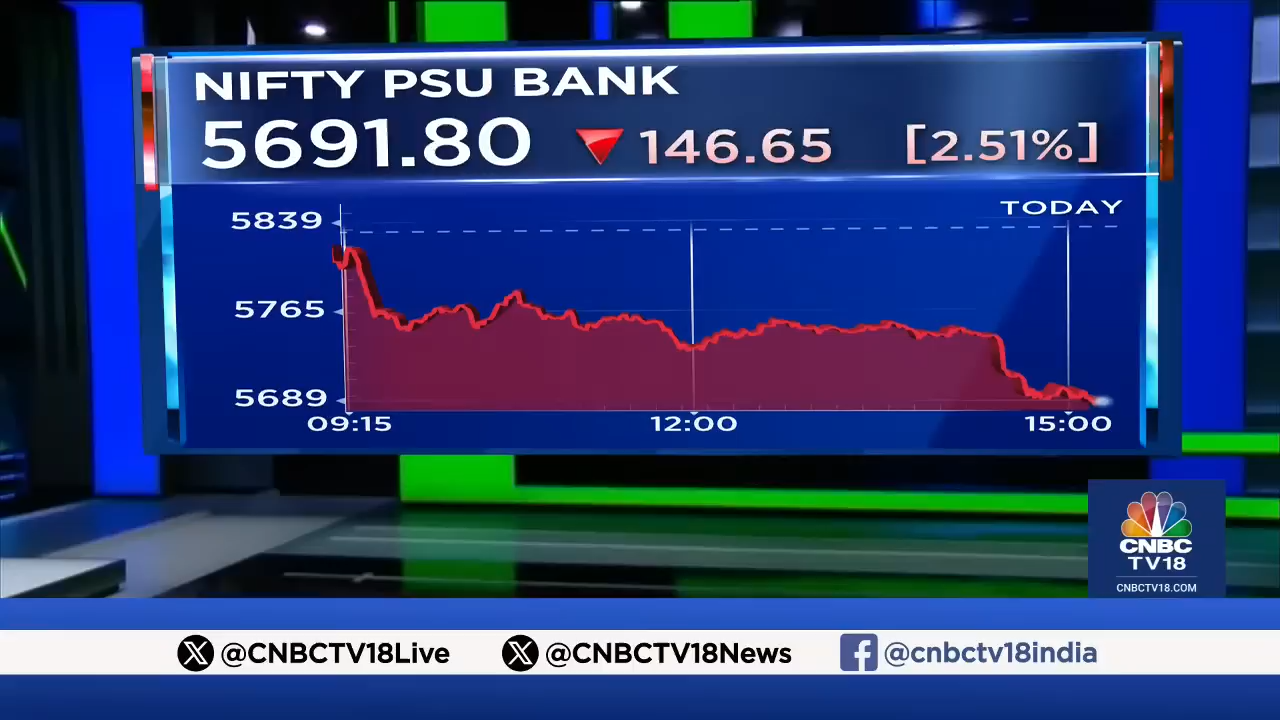 NIFTY PSU BANK
5691.80 146.65 [2.51%]
TODAY
5839
5765
5689
09:15 12:00 15:00
CNBC
TV18
CNBCTV18.COM
@CNBCTV18Live @CNBCTV18News @cnbctv18india